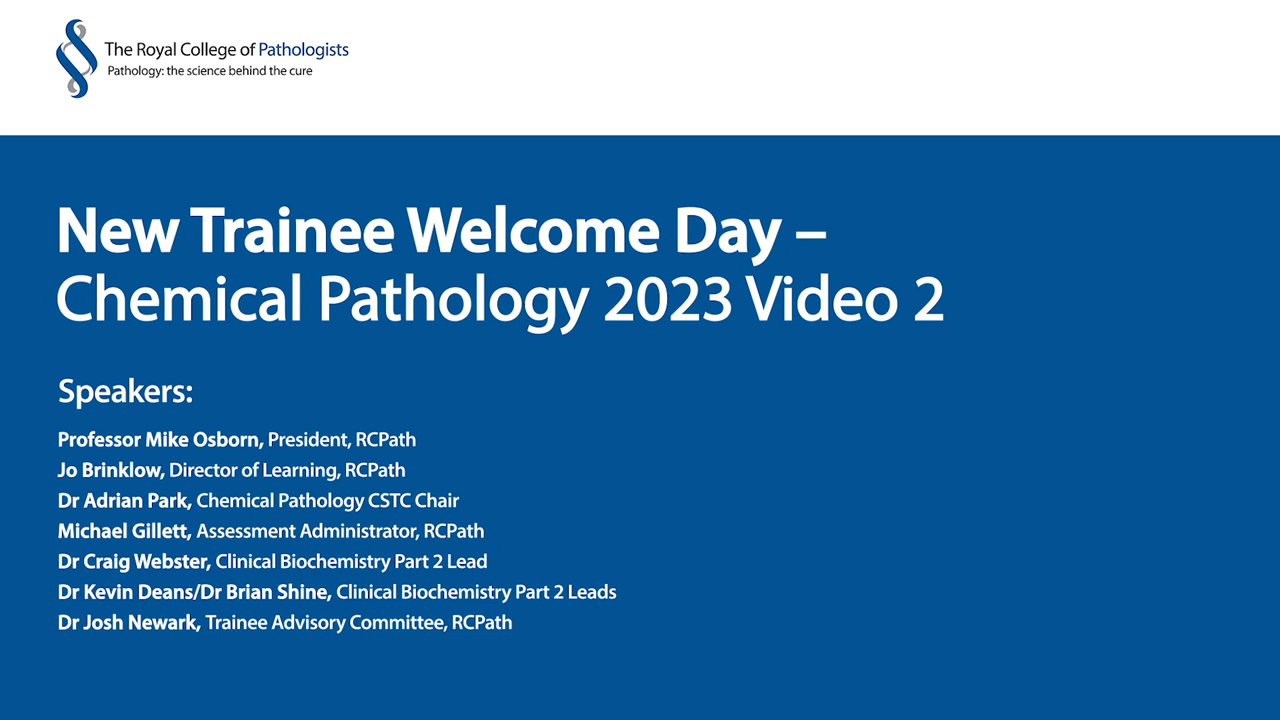 The Royal College of Pathologists
Pathology: the science behind the cure
New Trainee Welcome Day –
Chemical Pathology 2023 Video 2
Speakers:
Professor Mike Osborn, President, RCPath
Jo Brinklow, Director of Learning, RCPath
Dr Adrian Park, Chemical Pathology CSTC Chair
Michael Gillett, Assessment Administrator, RCPath
Dr Craig Webster, Clinical Biochemistry Part 2 Lead
Dr Kevin Deans/Dr Brian Shine, Clinical Biochemistry Part 2 Leads
Dr Josh Newark, Trainee Advisory Committee, RCPath